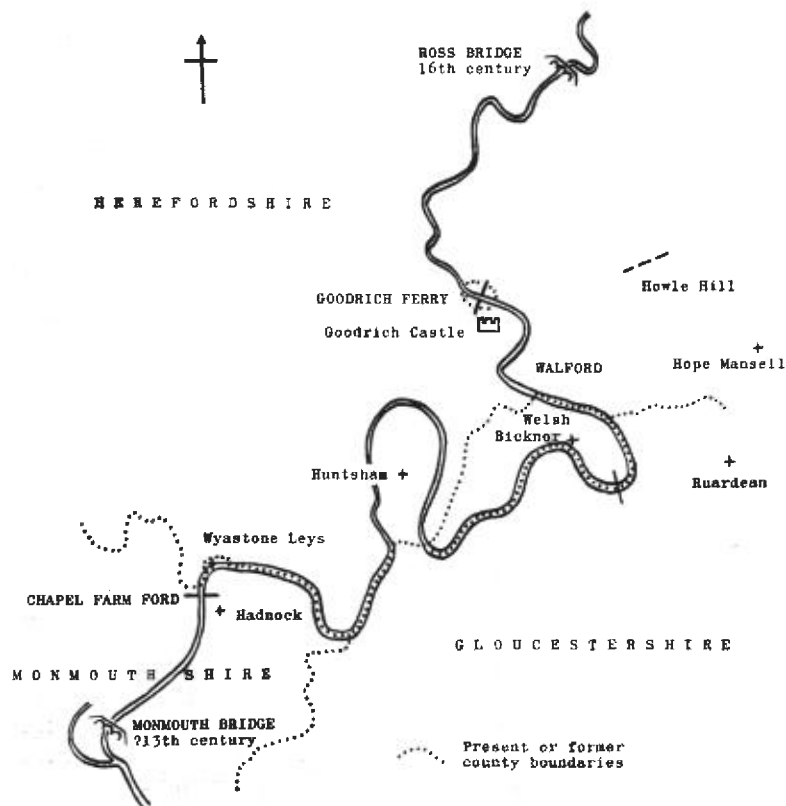 ROSS BRIDGE
16th century
HEREFORDSHIRE
Howle Hill
GOODRICH FERRY
Goodrich Castle
WALFORD
Hope Mansell
Welsh
Bicknor
Huntsham
Ruardean
Wyastone Leys
CHAPEL FARM FORD
Hadnock
GLOUCESTERSHIRE
MONMOUTH SHIRE
MONMOUTH BRIDGE
?13th century
Present or former
county boundaries